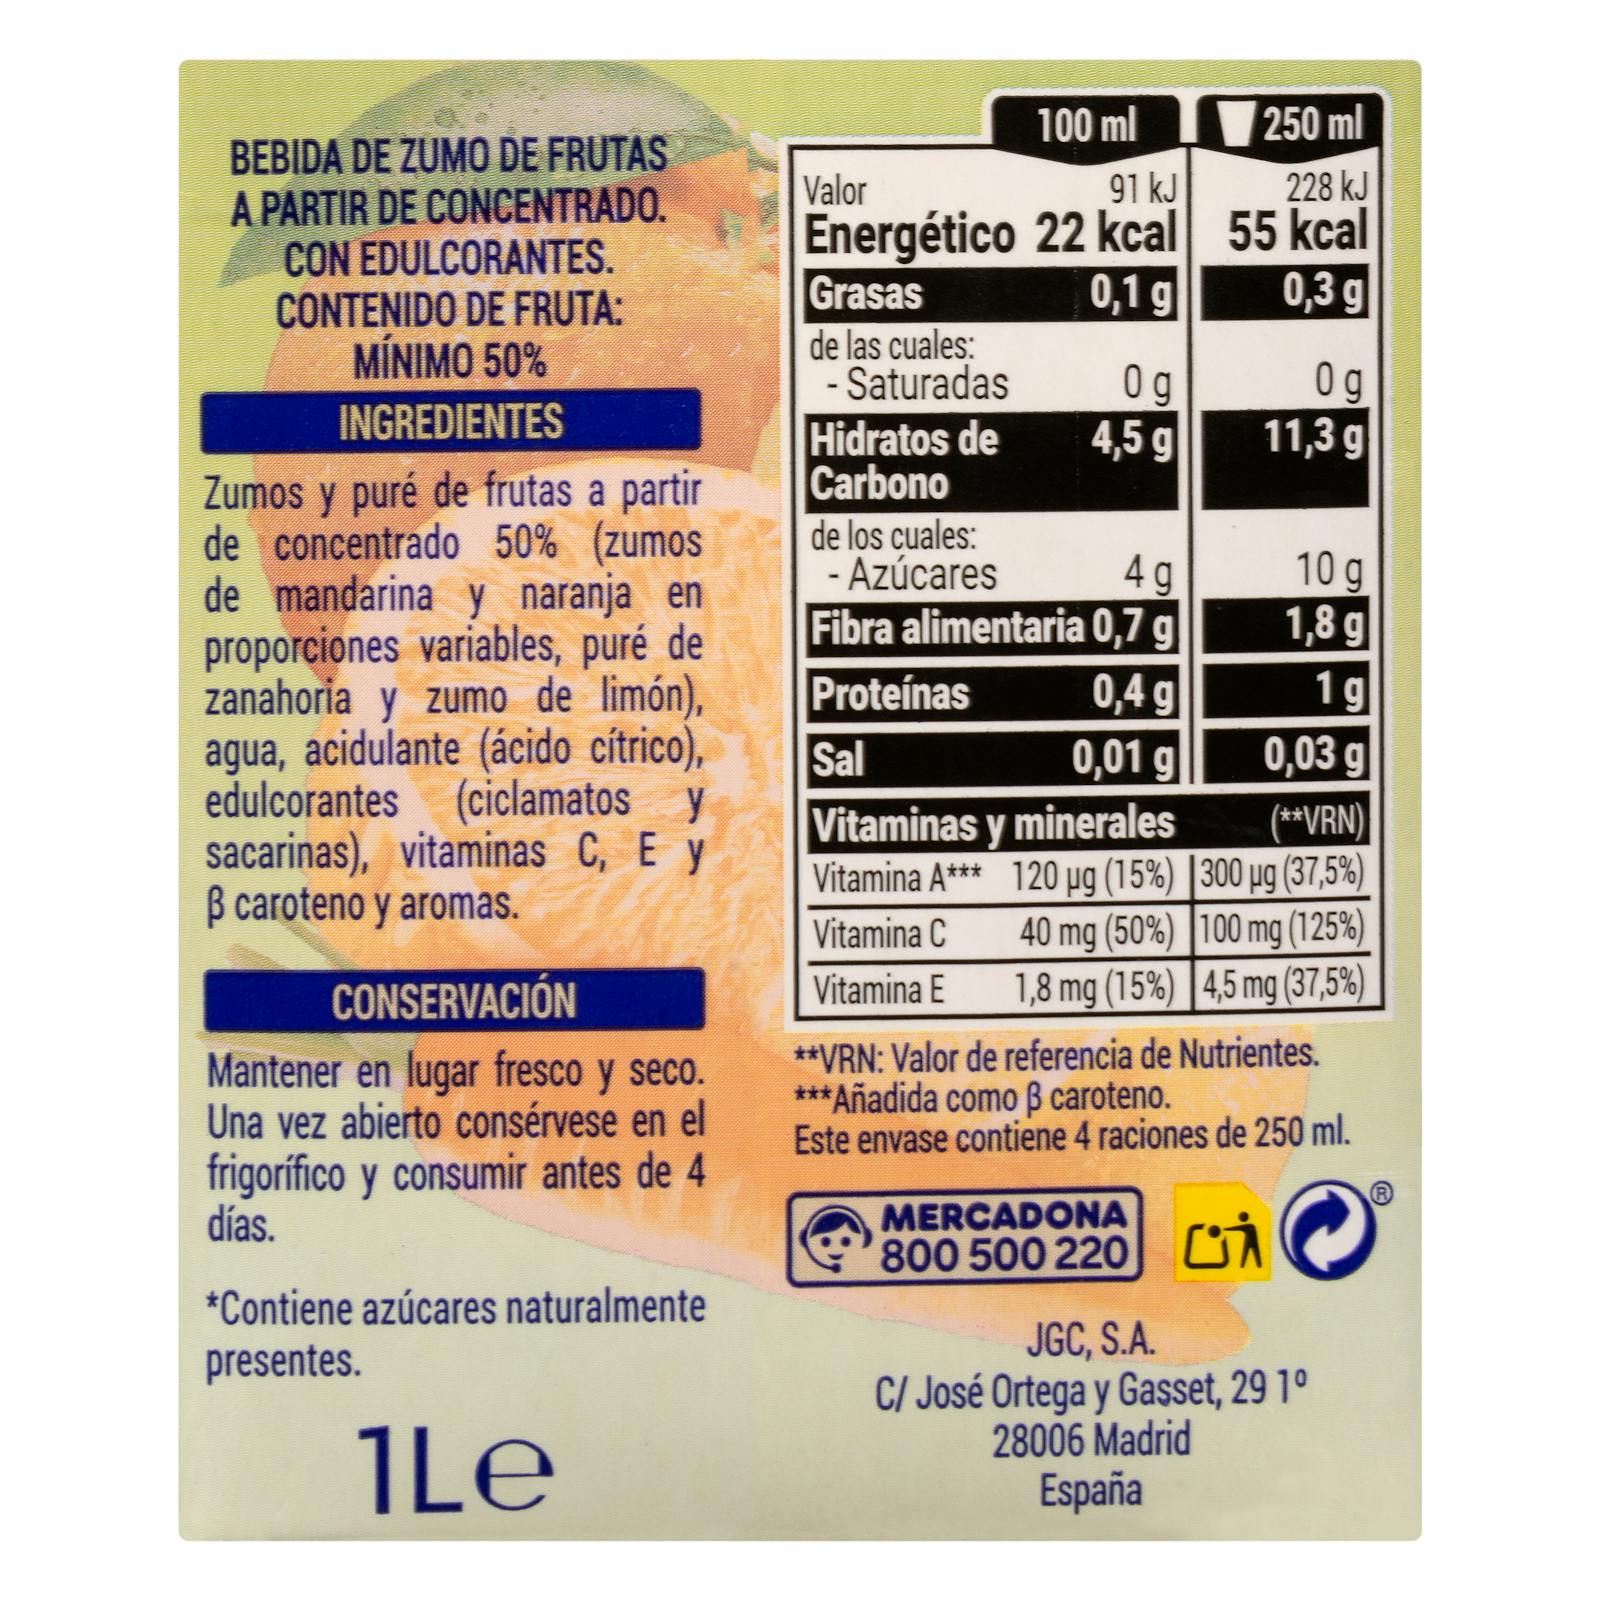 BEBIDA DE ZUMO DE FRUTAS
A PARTIR DE CONCENTRADO.
CON EDULCORANTES.
CONTENIDO DE FRUTA:
MÍNIMO 50%
INGREDIENTES
Zumos y puré de frutas a partir
de concentrado 50% (zumos
de mandarina y naranja en
proporciones variables, puré de
zanahoria y zumo de limón),
agua, acidulante (ácido cítrico),
edulcorantes (ciclamatos y
sacarinas), vitaminas C, E y
β caroteno y aromas.
CONSERVACIÓN
Mantener en lugar fresco y seco.
Una vez abierto consérvese en el
frigorífico y consumir antes de 4
días.
*Contiene azúcares naturalmente
presentes.
1L e
100 ml 250 ml
Valor 91 kJ 228 kJ
Energético 22 kcal 55 kcal
Grasas 0,1 g 0,3 g
de las cuales:
- Saturadas 0 g 0 g
Hidratos de 4,5 g 11,3 g
Carbono
de los cuales:
- Azúcares 4 g 10 g
Fibra alimentaria 0,7 g 1,8 g
Proteínas 0,4 g 1 g
Sal 0,01 g 0,03 g
Vitaminas y minerales (**VRN)
Vitamina A*** 120 µg (15%) 300 µg (37,5%)
Vitamina C 40 mg (50%) 100 mg (125%)
Vitamina E 1,8 mg (15%) 4,5 mg (37,5%)
**VRN: Valor de referencia de Nutrientes.
***Añadida como β caroteno.
Este envase contiene 4 raciones de 250 ml.
MERCADONA
800 500 220
®
JGC, S.A.
C/ José Ortega y Gasset, 29 1º
28006 Madrid
España